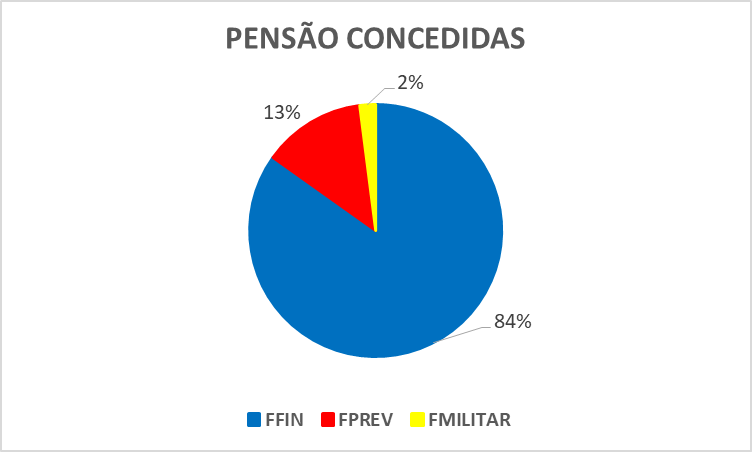 PENSÃO CONCEDIDAS
2%
13%
84%
FFIN FPREV FMILITAR